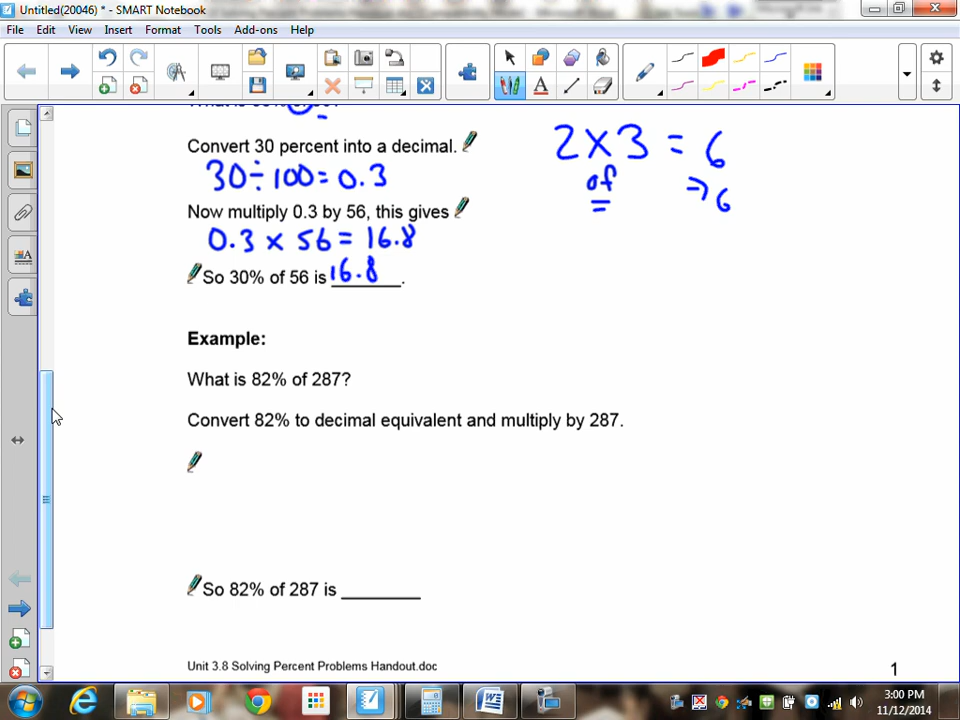 Untitled(20046) * - SMART Notebook
File Edit View Insert Format Tools Add-ons Help
Convert 30 percent into a decimal.
30 ÷ 100 = 0.3
2 × 3 = 6
of ⇒ 6
Now multiply 0.3 by 56, this gives
0.3 × 56 = 16.8
So 30% of 56 is 16.8.
Example:
What is 82% of 287?
Convert 82% to decimal equivalent and multiply by 287.
So 82% of 287 is ________
Unit 3.8 Solving Percent Problems Handout.doc
1
3:00 PM
11/12/2014